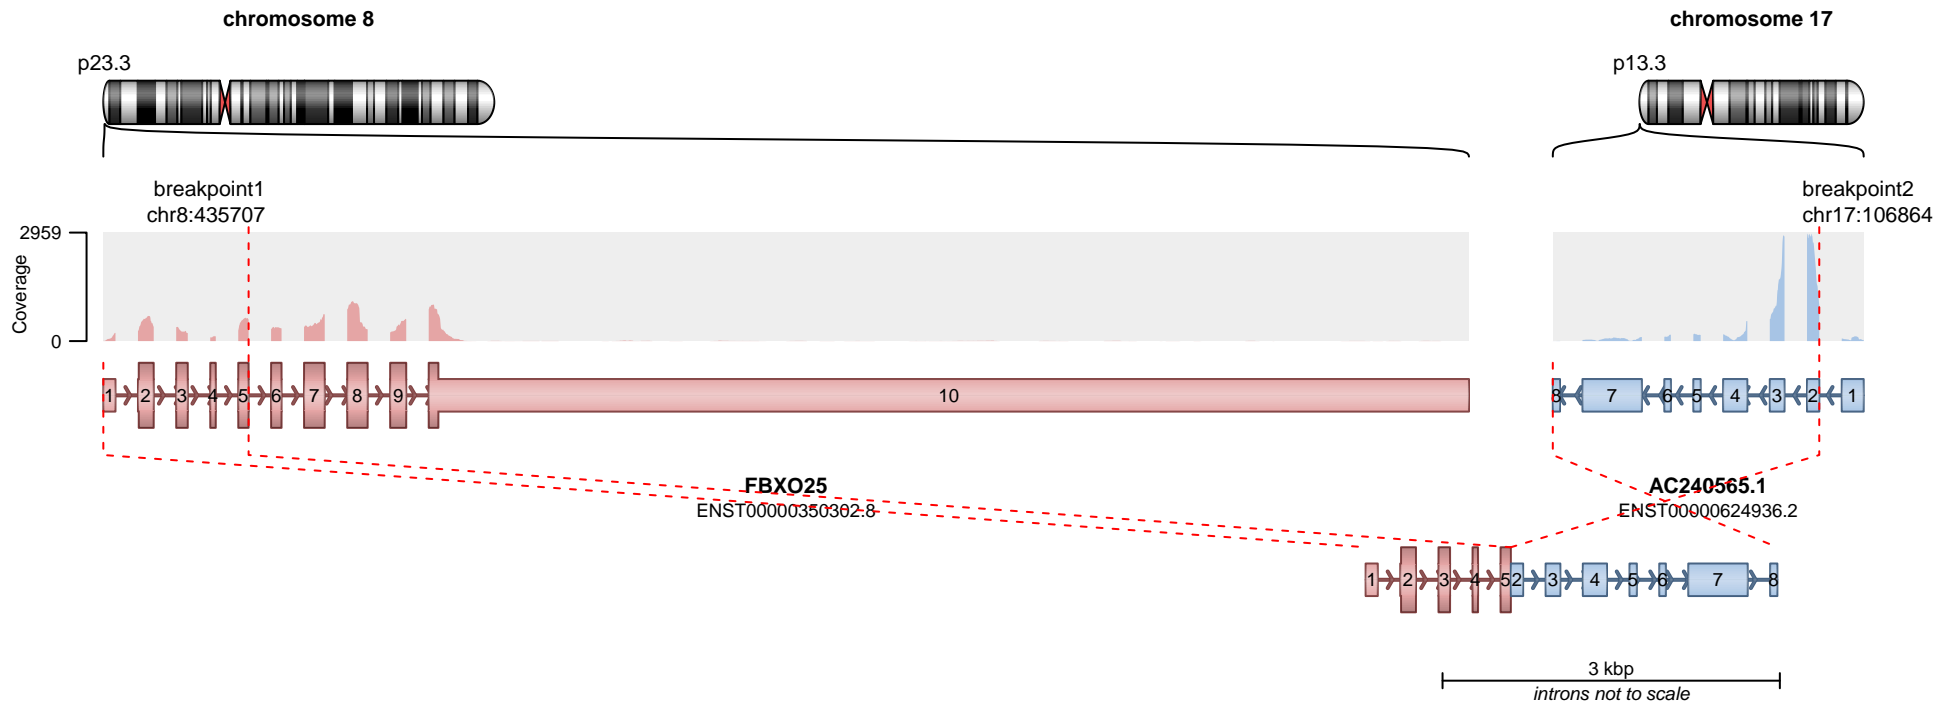 chromosome 8
chromosome 17
p23.3
p13.3
breakpoint1
chr8:435707
breakpoint2
chr17:106864
2959
Coverage
0
1 2 3 4 5 6 7 8 9 10
8 7 6 5 4 3 2 1
FBXO25
ENST00000350302.8
AC240565.1
ENST00000624936.2
1 2 3 4 5 2 3 4 5 6 7 8
3 kbp
introns not to scale